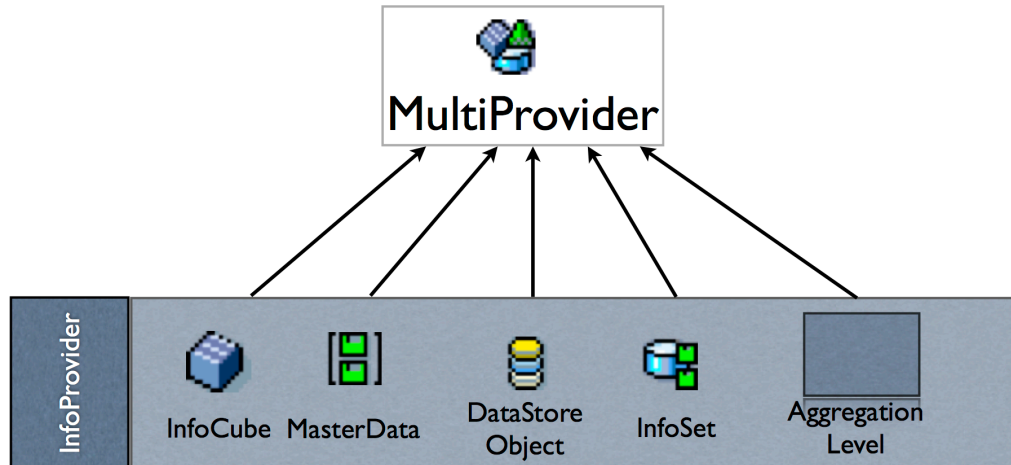 MultiProvider
InfoProvider
InfoCube
MasterData
DataStore
Object
InfoSet
Aggregation
Level